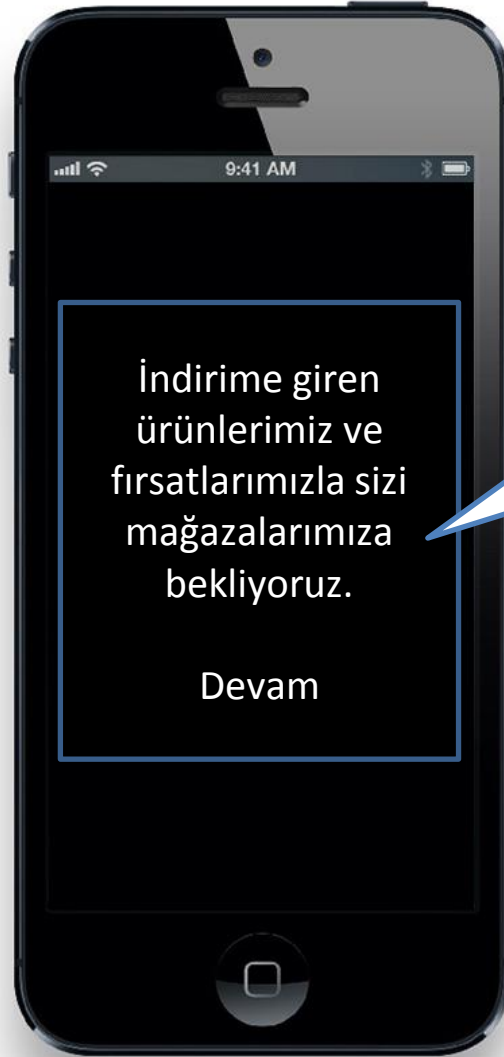 9:41 AM
İndirime giren
ürünlerimiz ve
fırsatlarımızla sizi
mağazalarımıza
bekliyoruz.
Devam